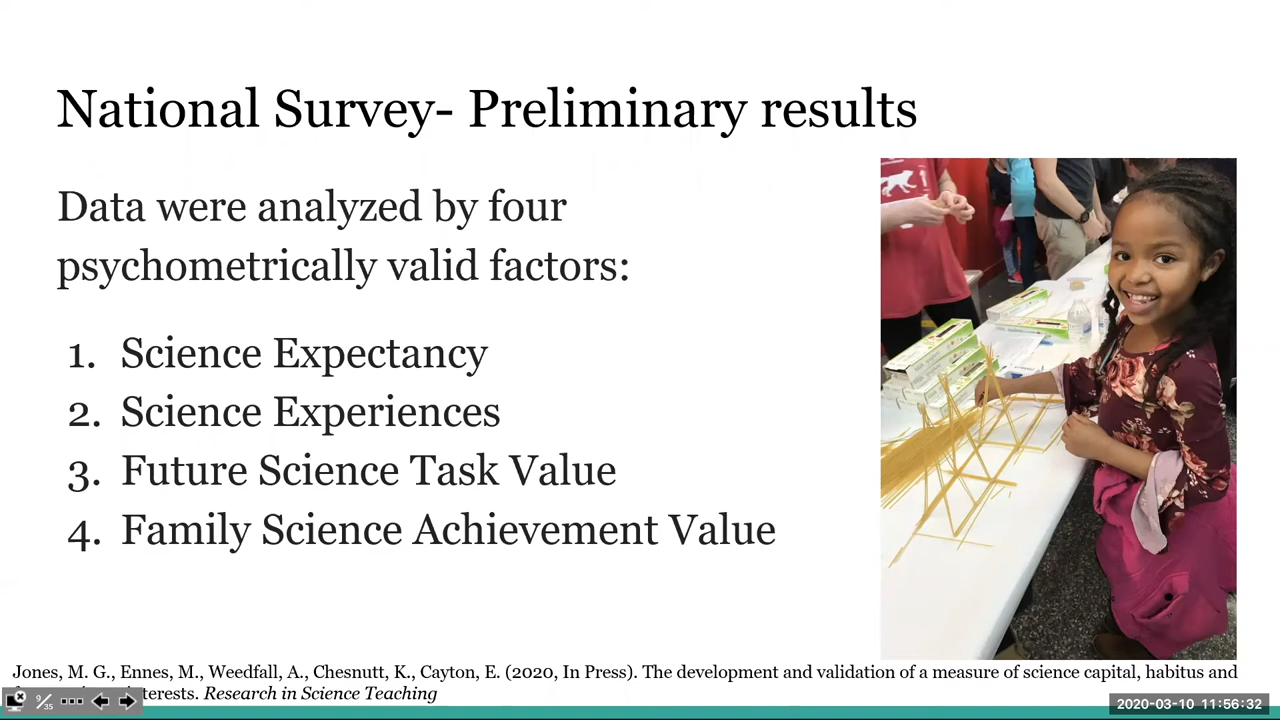 National Survey- Preliminary results
Data were analyzed by four
psychometrically valid factors:
1. Science Expectancy
2. Science Experiences
3. Future Science Task Value
4. Family Science Achievement Value
Jones, M. G., Ennes, M., Weedfall, A., Chesnutt, K., Cayton, E. (2020, In Press). The development and validation of a measure of science capital, habitus and
terests. Research in Science Teaching
9/35
2020-03-10 11:56:32